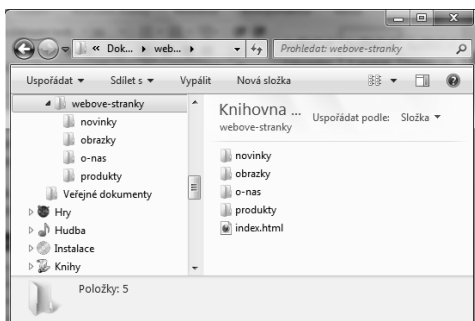 « Dok... ▸ web... ▸
Prohledat: webove-stranky
Uspořádat ▾ Sdílet s ▾ Vypálit Nová složka
webove-stranky
novinky
obrazky
o-nas
produkty
Veřejné dokumenty
Hry
Hudba
Instalace
Knihy
Knihovna ...
webove-stranky
Uspořádat podle: Složka ▾
novinky
obrazky
o-nas
produkty
index.html
Položky: 5